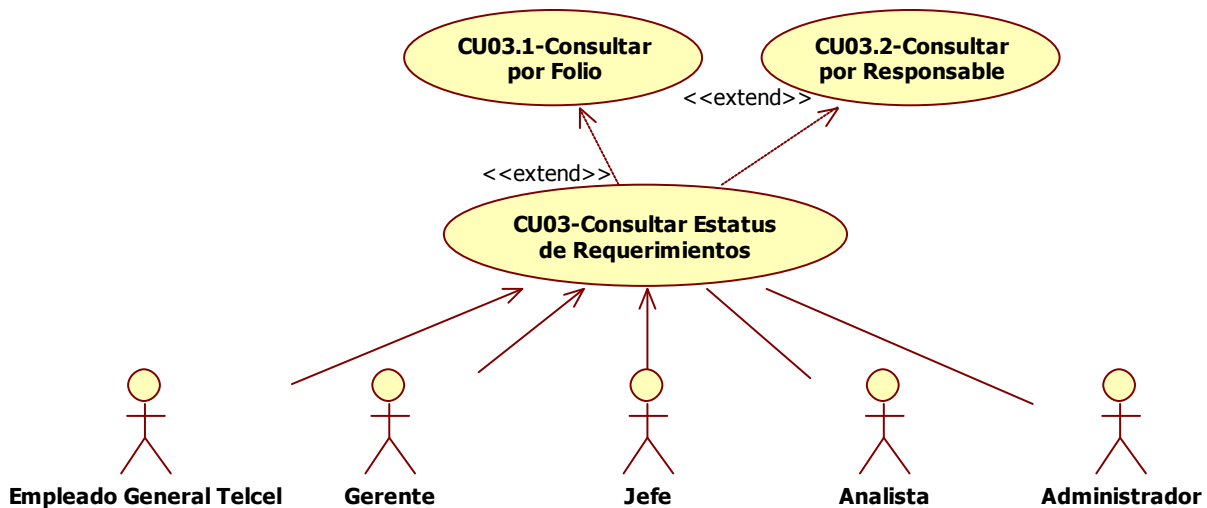 CU03.1-Consultar
por Folio
CU03.2-Consultar
por Responsable
<<extend>>
<<extend>>
CU03-Consultar Estatus
de Requerimientos
Empleado General Telcel
Gerente
Jefe
Analista
Administrador